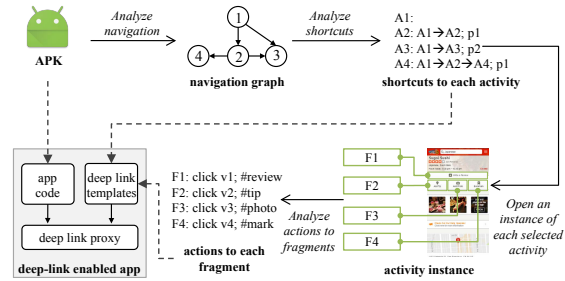 Analyze
navigation
Analyze
shortcuts
1
2
3
4
APK
navigation graph
A1:
A2: A1→A2; p1
A3: A1→A3; p2
A4: A1→A2→A4; p1
shortcuts to each activity
app
code
deep link
templates
deep link proxy
deep-link enabled app
F1: click v1; #review
F2: click v2; #tip
F3: click v3; #photo
F4: click v4; #mark
actions to each
fragment
Analyze
actions to
fragments
F1
F2
F3
F4
activity instance
Open an
instance of
each selected
activity